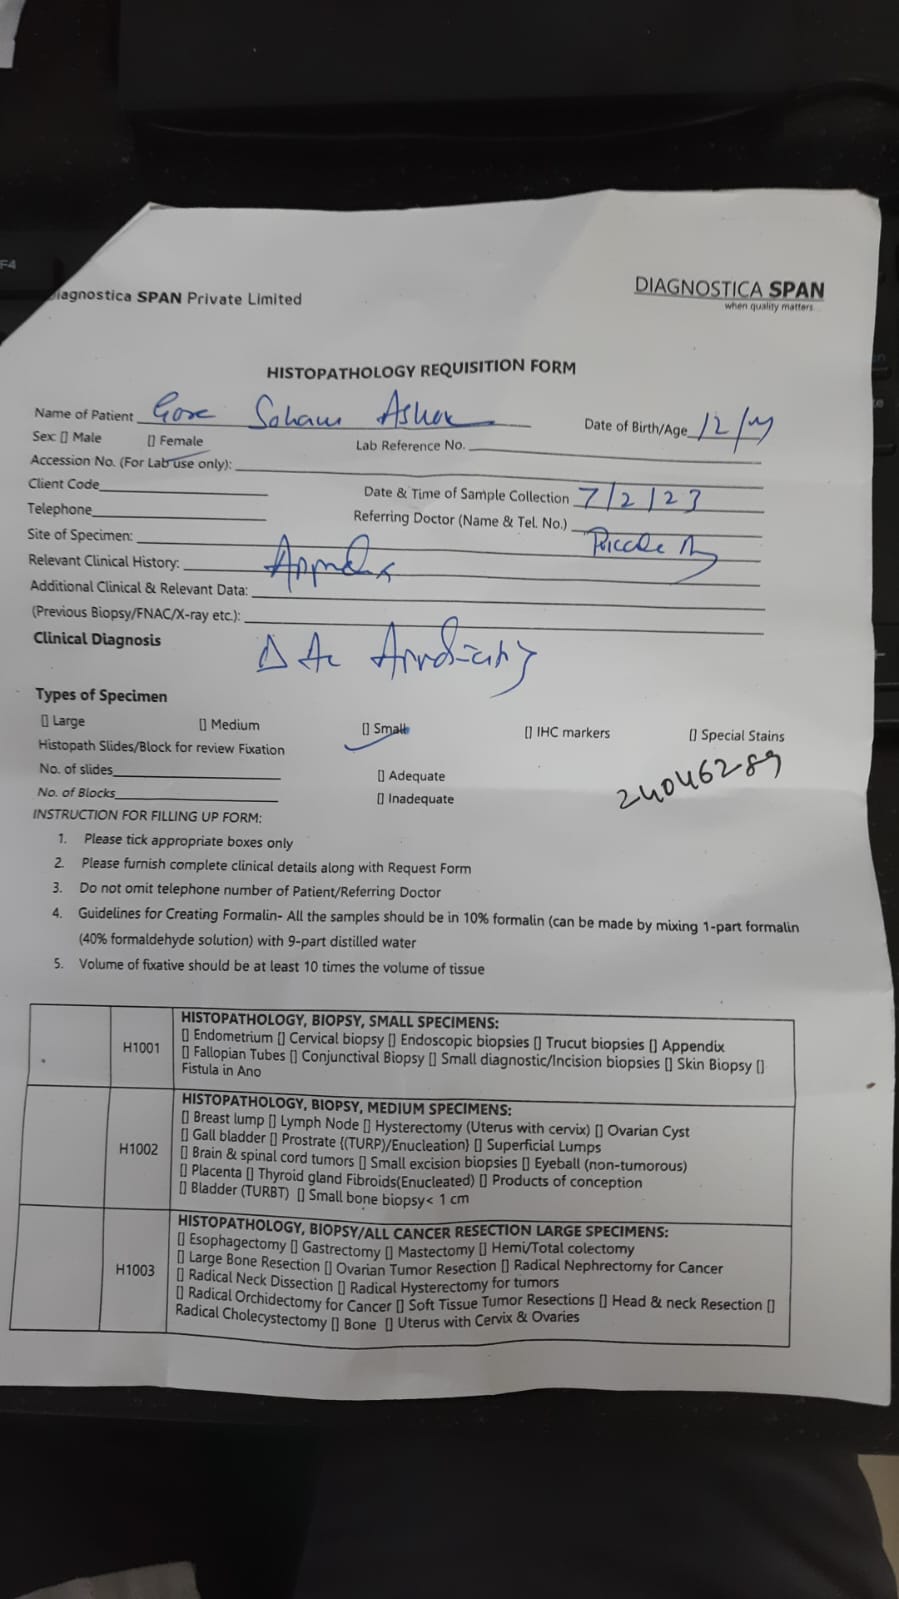 F4
iagnostica SPAN Private Limited
DIAGNOSTICA SPAN
when quality matters...
HISTOPATHOLOGY REQUISITION FORM
Name of Patient Gore Soham Ashok Date of Birth/Age 12/M
Sex: [] Male [] Female Lab Reference No.
Accession No. (For Lab use only):
Client Code Date & Time of Sample Collection 7/2/23
Telephone Referring Doctor (Name & Tel. No.)
Site of Specimen:
Relevant Clinical History: Appendix
Additional Clinical & Relevant Data:
(Previous Biopsy/FNAC/X-ray etc.):
Clinical Diagnosis Δ Ac
Types of Specimen
[] Large [] Medium [] Small [] IHC markers [] Special Stains
Histopath Slides/Block for review Fixation
No. of slides [] Adequate 24046289
No. of Blocks [] Inadequate
INSTRUCTION FOR FILLING UP FORM:
1. Please tick appropriate boxes only
2. Please furnish complete clinical details along with Request Form
3. Do not omit telephone number of Patient/Referring Doctor
4. Guidelines for Creating Formalin- All the samples should be in 10% formalin (can be made by mixing 1-part formalin
(40% formaldehyde solution) with 9-part distilled water
5. Volume of fixative should be at least 10 times the volume of tissue
HISTOPATHOLOGY, BIOPSY, SMALL SPECIMENS:
H1001 [] Endometrium [] Cervical biopsy [] Endoscopic biopsies [] Trucut biopsies [] Appendix
[] Fallopian Tubes [] Conjunctival Biopsy [] Small diagnostic/Incision biopsies [] Skin Biopsy []
Fistula in Ano
HISTOPATHOLOGY, BIOPSY, MEDIUM SPECIMENS:
[] Breast lump [] Lymph Node [] Hysterectomy (Uterus with cervix) [] Ovarian Cyst
[] Gall bladder [] Prostrate {(TURP)/Enucleation} [] Superficial Lumps
H1002 [] Brain & spinal cord tumors [] Small excision biopsies [] Eyeball (non-tumorous)
[] Placenta [] Thyroid gland Fibroids(Enucleated) [] Products of conception
[] Bladder (TURBT) [] Small bone biopsy< 1 cm
HISTOPATHOLOGY, BIOPSY/ALL CANCER RESECTION LARGE SPECIMENS:
[] Esophagectomy [] Gastrectomy [] Mastectomy [] Hemi/Total colectomy
[] Large Bone Resection [] Ovarian Tumor Resection [] Radical Nephrectomy for Cancer
H1003 [] Radical Neck Dissection [] Radical Hysterectomy for tumors
[] Radical Orchidectomy for Cancer [] Soft Tissue Tumor Resections [] Head & neck Resection []
Radical Cholecystectomy [] Bone [] Uterus with Cervix & Ovaries